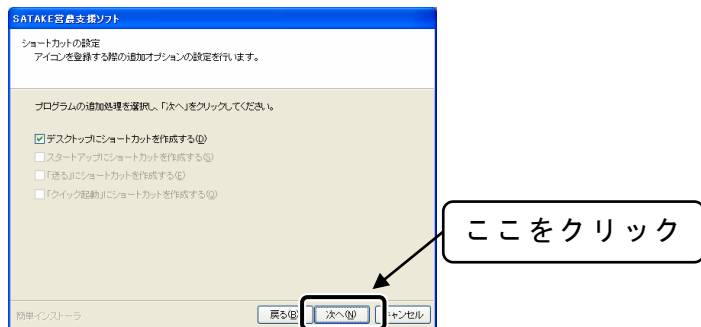 SATAKE営農支援ソフト
ショートカットの設定
アイコンを登録する際の追加オプションの設定を行います。
プログラムの追加処理を選択し、「次へ」をクリックしてください。
デスクトップにショートカットを作成する(D)
スタートアップにショートカットを作成する(S)
「送る」にショートカットを作成する(E)
「クイック起動」にショートカットを作成する(Q)
ここをクリック
簡単インストーラ
戻る(B) 次へ(N) キャンセル